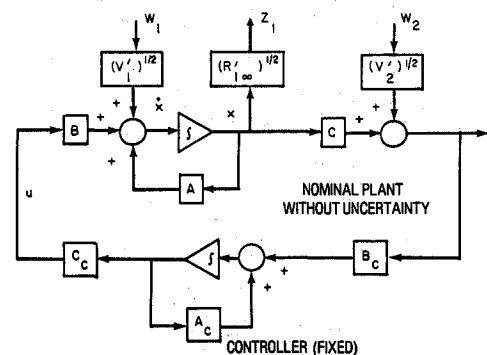 W1 Z1 W2
(V'1)^1/2 (R'1∞)^1/2 (V'2)^1/2
+ ẋ x +
B + ∫ C +
+
A
NOMINAL PLANT
WITHOUT UNCERTAINTY
u
CC ∫ + BC
+
AC
CONTROLLER (FIXED)